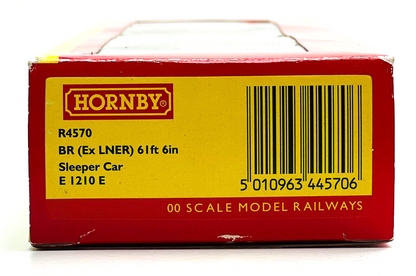 HORNBY®
R4570
BR (Ex LNER) 61ft 6in
Sleeper Car
E 1210 E
5 010963 445706
00 SCALE MODEL RAILWAYS